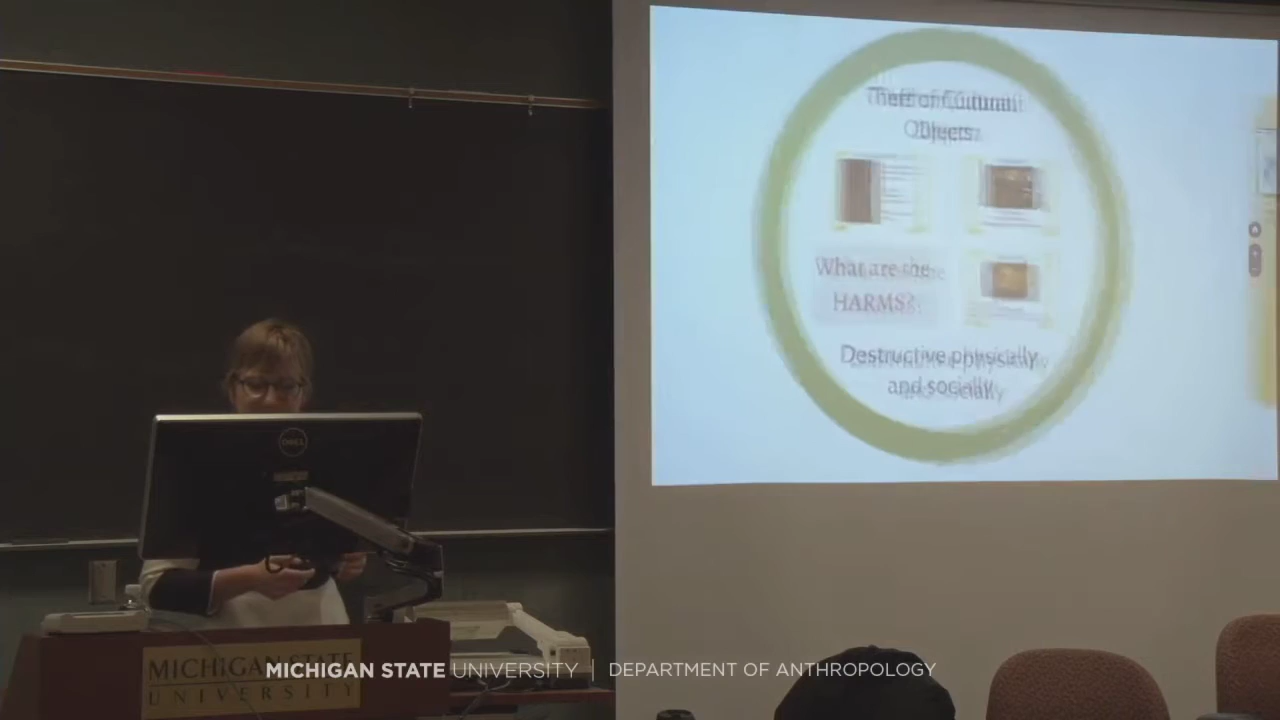 Theft of Cultural
Objects
What are the
HARMS?
Destructive physically
and socially
DELL
MICHIGAN STATE
UNIVERSITY
MICHIGAN STATE UNIVERSITY | DEPARTMENT OF ANTHROPOLOGY